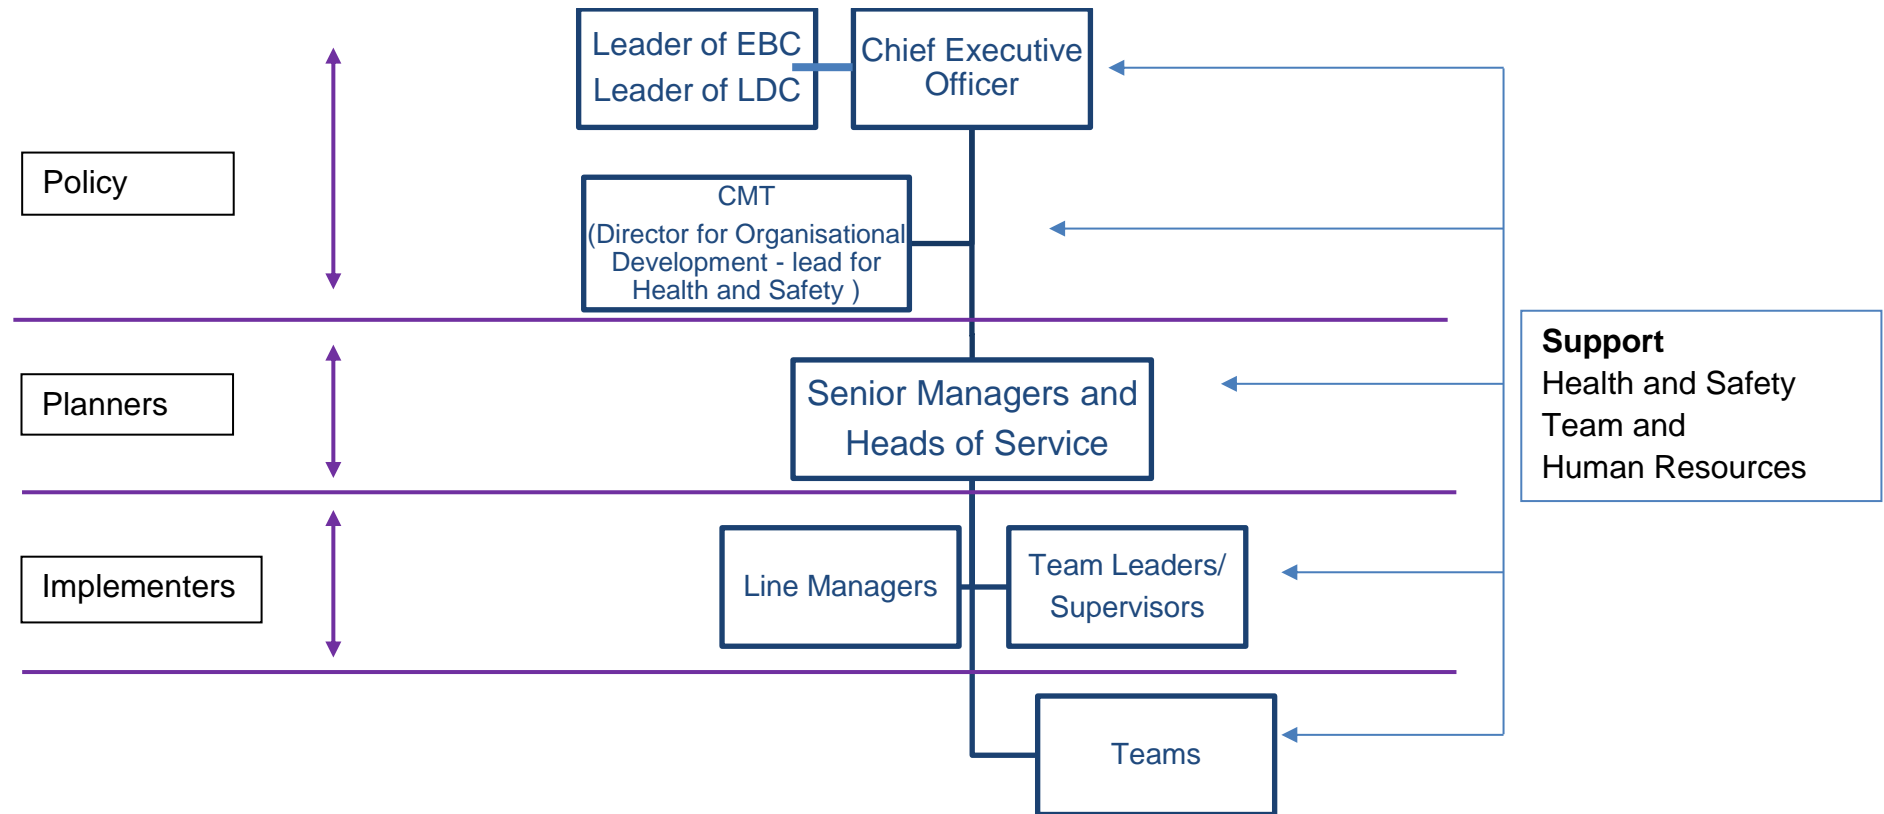 Leader of EBC
Leader of LDC
Chief Executive
Officer
Policy
CMT
(Director for Organisational
Development - lead for
Health and Safety )
Planners
Senior Managers and
Heads of Service
Support
Health and Safety
Team and
Human Resources
Implementers
Line Managers
Team Leaders/
Supervisors
Teams